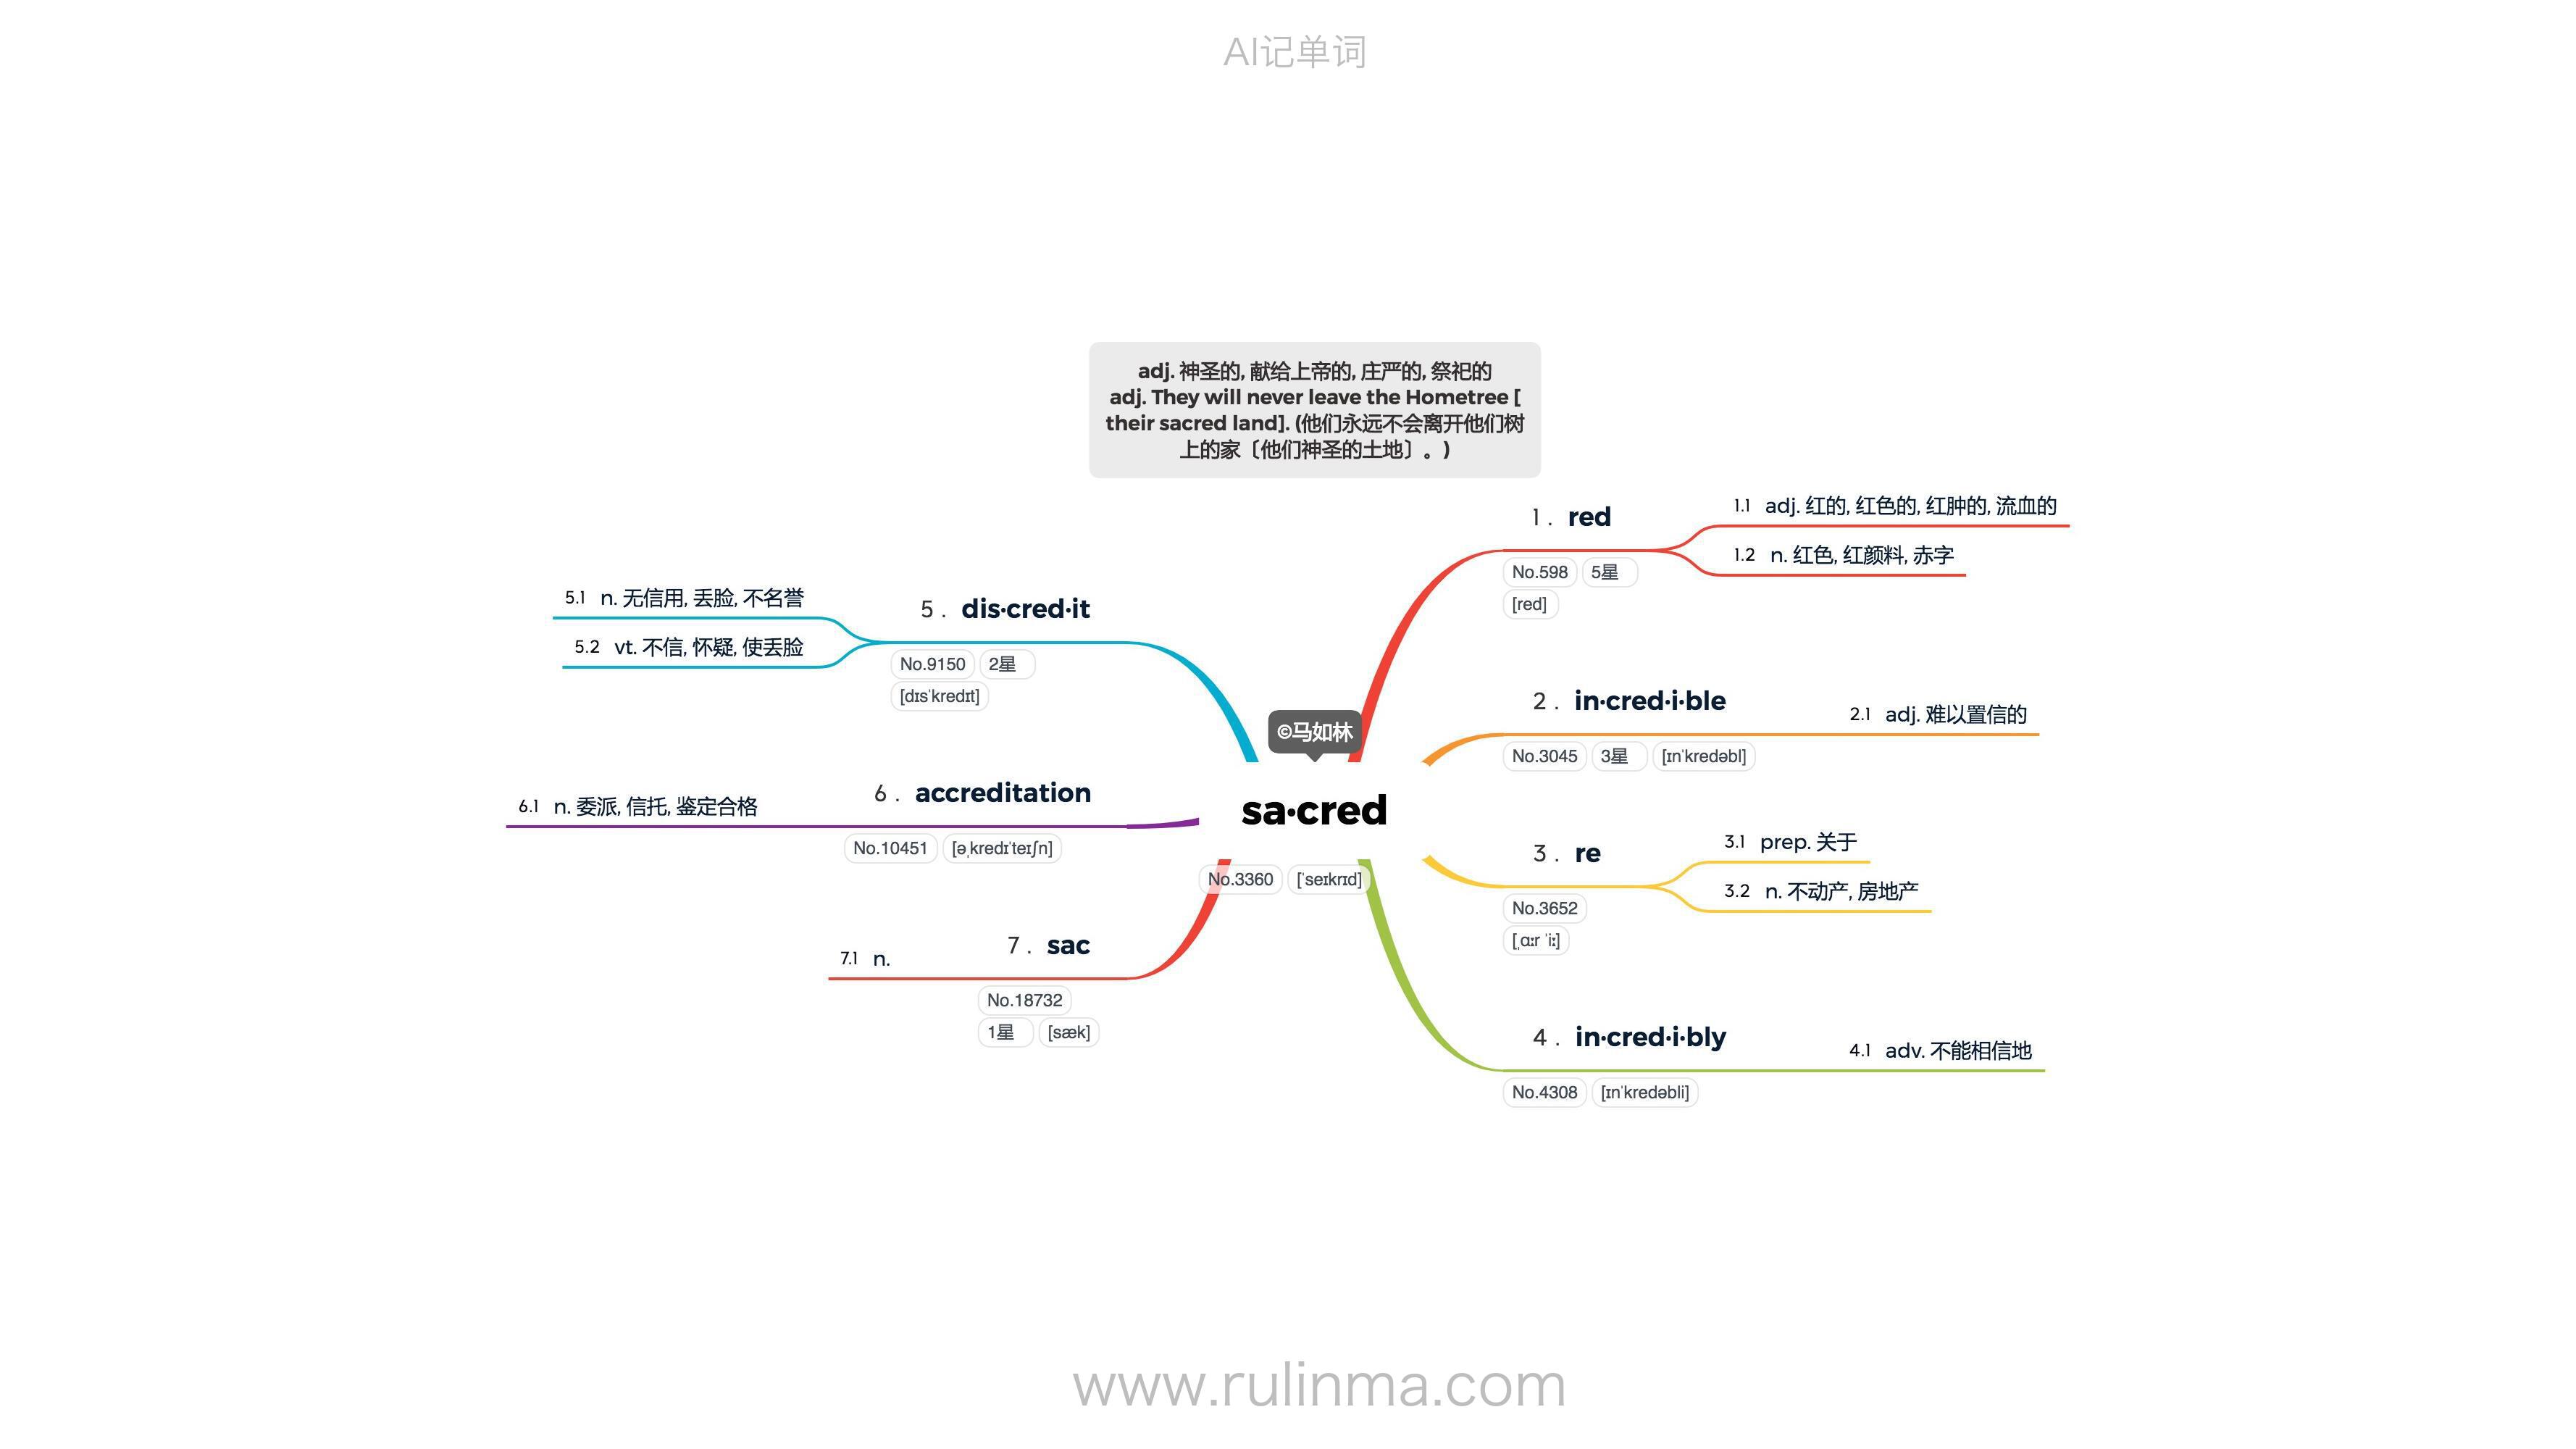 AI记单词
adj. 神圣的, 献给上帝的, 庄严的, 祭祀的
adj. They will never leave the Hometree [
their sacred land]. (他们永远不会离开他们树
上的家〔他们神圣的土地〕。)
©马如林
sa·cred
No.3360 [ˈseɪkrɪd]
1 . red
No.598 5星
[red]
1.1 adj. 红的, 红色的, 红肿的, 流血的
1.2 n. 红色, 红颜料, 赤字
2 . in·cred·i·ble
No.3045 3星 [ɪnˈkredəbl]
2.1 adj. 难以置信的
3 . re
No.3652
[ˌɑːr ˈiː]
3.1 prep. 关于
3.2 n. 不动产, 房地产
4 . in·cred·i·bly
No.4308 [ɪnˈkredəbli]
4.1 adv. 不能相信地
5 . dis·cred·it
No.9150 2星
[dɪsˈkredɪt]
5.1 n. 无信用, 丢脸, 不名誉
5.2 vt. 不信, 怀疑, 使丢脸
6 . accreditation
No.10451 [əˌkredɪˈteɪʃn]
6.1 n. 委派, 信托, 鉴定合格
7 . sac
No.18732
1星 [sæk]
7.1 n.
www.rulinma.com